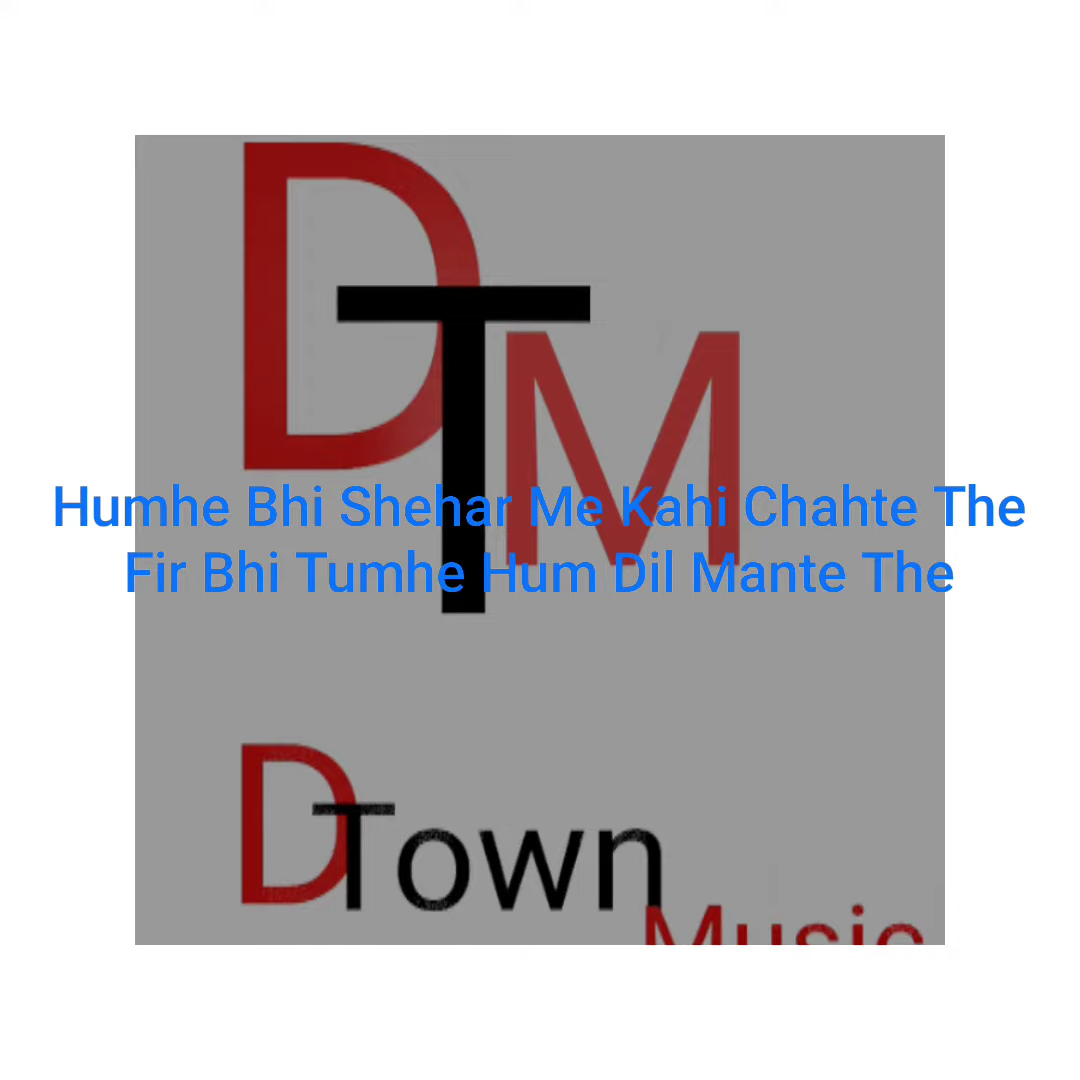 DTM
Humhe Bhi Shehar Me Kahi Chahte The
Fir Bhi Tumhe Hum Dil Mante The
DTown
Music